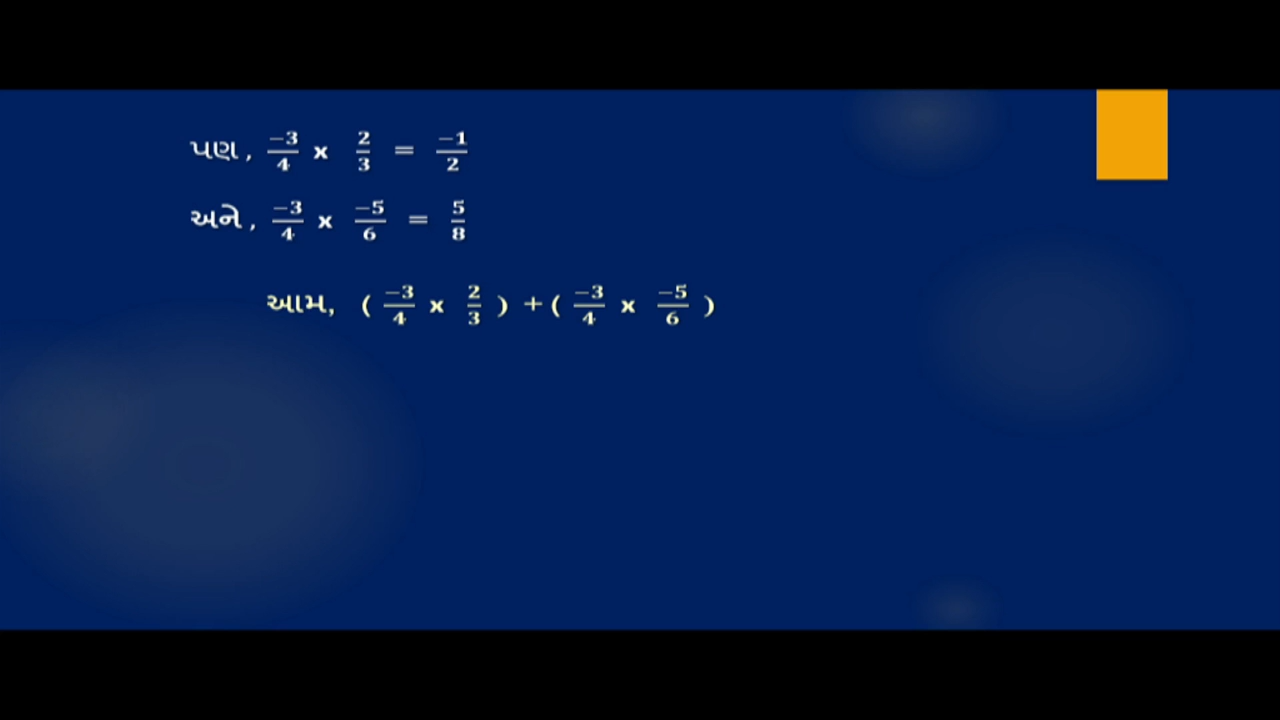 પણ , −3/4 x 2/3 = −1/2
અને , −3/4 x −5/6 = 5/8
આમ, ( −3/4 x 2/3 ) + ( −3/4 x −5/6 )